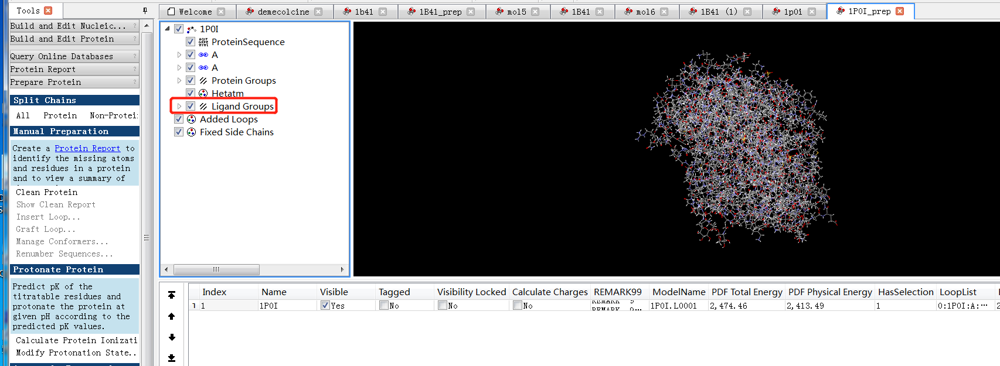 Tools
Build and Edit Nucleic... ?
Build and Edit Protein ?
Query Online Databases ?
Protein Report ?
Prepare Protein ?
Split Chains
All Protein Non-Protei:
Manual Preparation
Create a Protein Report to
identify the missing atoms
and residues in a protein
and to view a summary of
Clean Protein
Show Clean Report
Insert Loop...
Graft Loop...
Manage Conformers...
Renumber Sequences...
Protonate Protein
Predict pK of the
titratable residues and
protonate the protein at
given pH according to the
predicted pK values.
Calculate Protein Ionizati
Modify Protonation State..
Welcome demecolcine 1b41 1B41_prep mol5 1B41 mol6 1B41 (1) 1p0i 1P0I_prep
1P0I
ProteinSequence
A
A
Protein Groups
Hetatm
Ligand Groups
Added Loops
Fixed Side Chains
Index Name Visible Tagged Visibility Locked Calculate Charges REMARK99 ModelName PDF Total Energy PDF Physical Energy HasSelection LoopList
1 1 1P0I Yes No No No REMARK 9 1P0I.L0001 2,474.46 2,413.49 1 0:1P0I:A:...
REMARK 9...